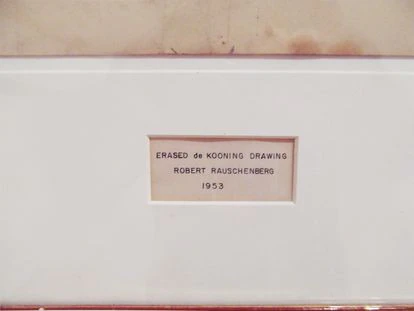 ERASED de KOONING DRAWING
ROBERT RAUSCHENBERG
1953